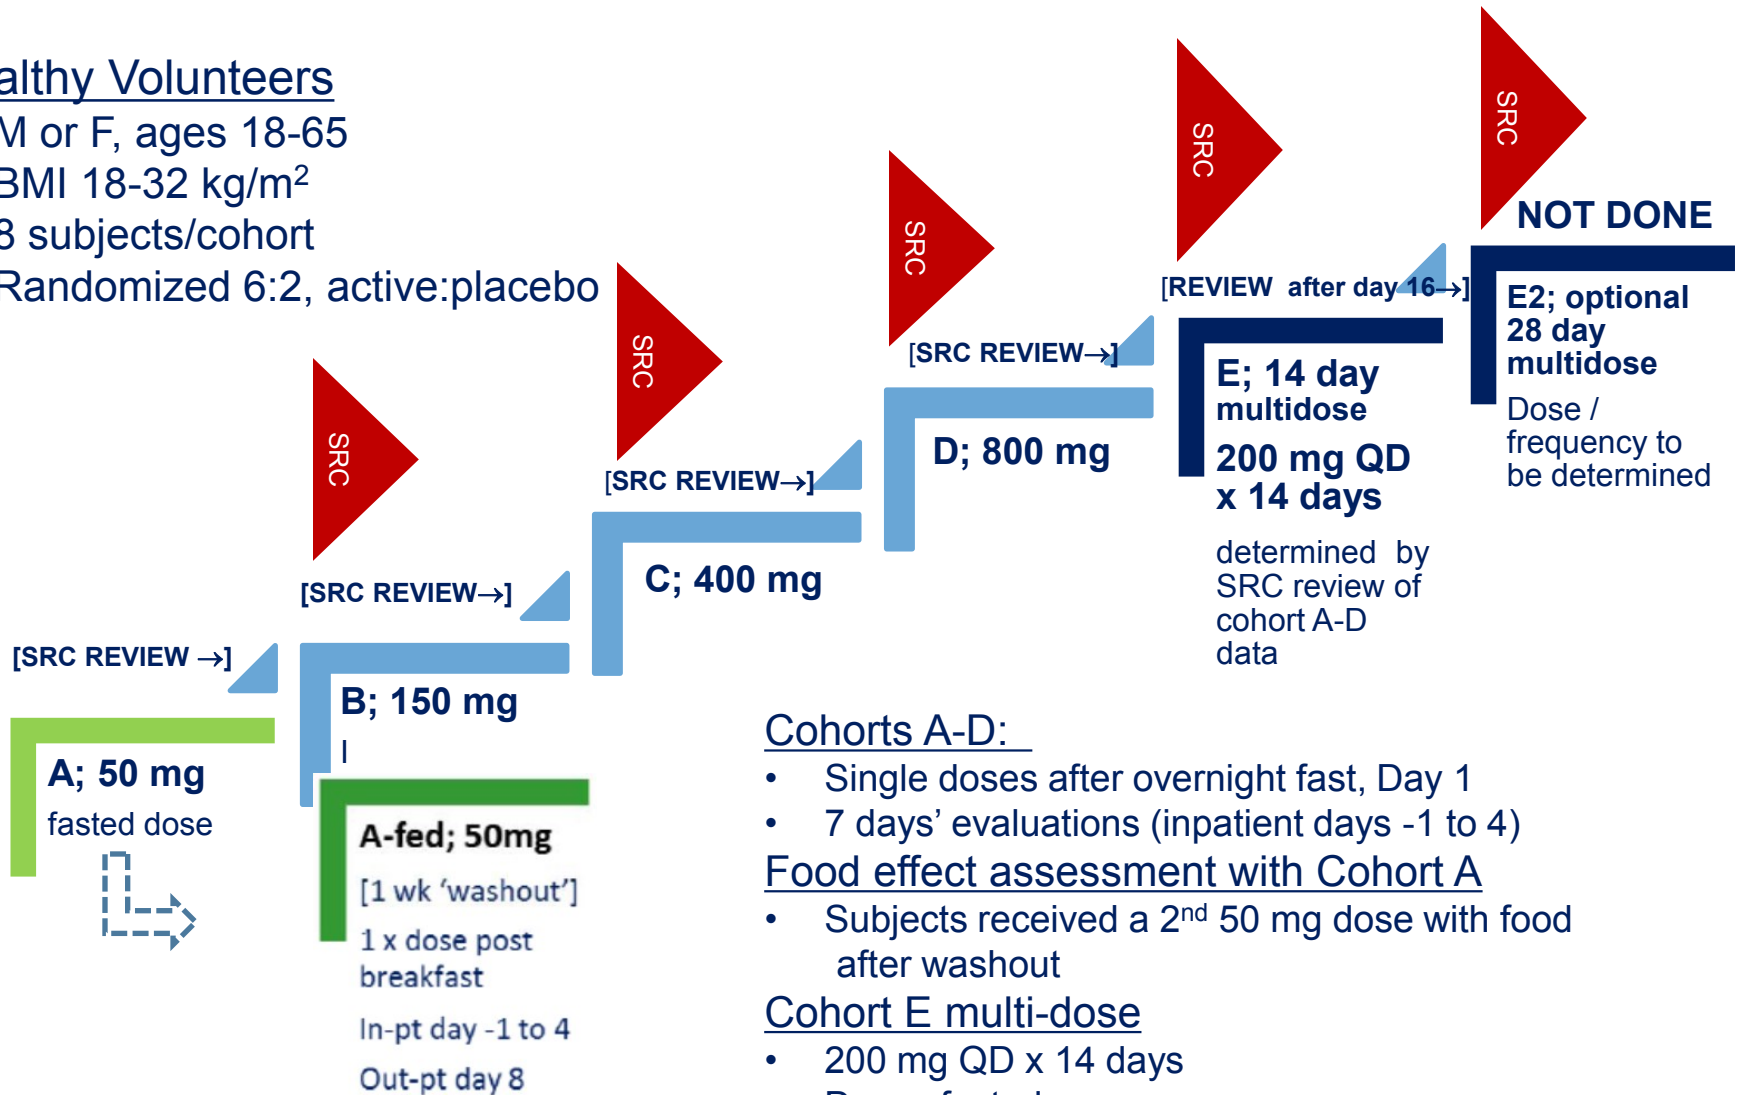 althy Volunteers
M or F, ages 18-65
BMI 18-32 kg/m²
8 subjects/cohort
Randomized 6:2, active:placebo
SRC
SRC
SRC
SRC
SRC
NOT DONE
[REVIEW after day 16→]
E2; optional
28 day
multidose
Dose /
frequency to
be determined
[SRC REVIEW→]
E; 14 day
multidose
200 mg QD
x 14 days
determined by
SRC review of
cohort A-D
data
D; 800 mg
[SRC REVIEW→]
C; 400 mg
[SRC REVIEW→]
B; 150 mg
[SRC REVIEW →]
A; 50 mg
fasted dose
A-fed; 50mg
[1 wk ‘washout’]
1 x dose post
breakfast
In-pt day -1 to 4
Out-pt day 8
Cohorts A-D:
• Single doses after overnight fast, Day 1
• 7 days’ evaluations (inpatient days -1 to 4)
Food effect assessment with Cohort A
• Subjects received a 2nd 50 mg dose with food
after washout
Cohort E multi-dose
• 200 mg QD x 14 days